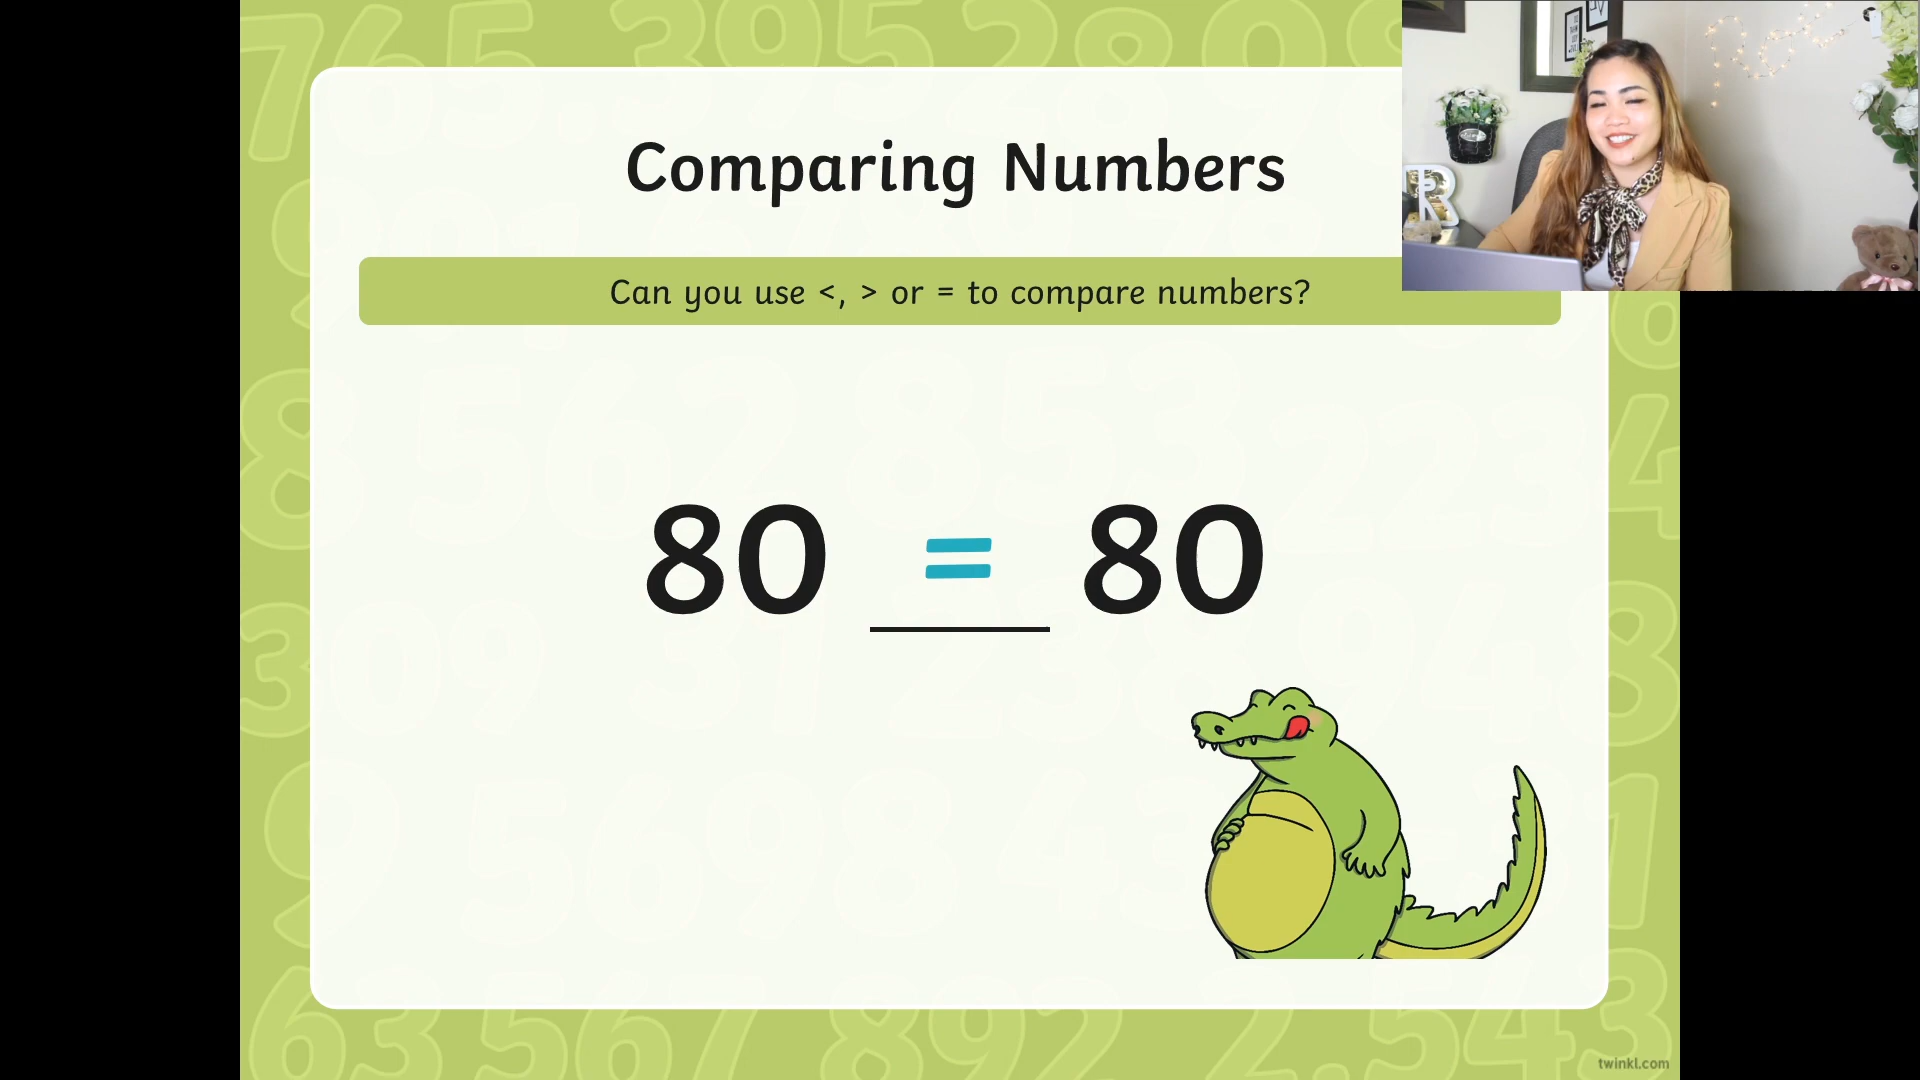 Comparing Numbers
Can you use <, > or = to compare numbers?
80 = 80
R
twinkl.com